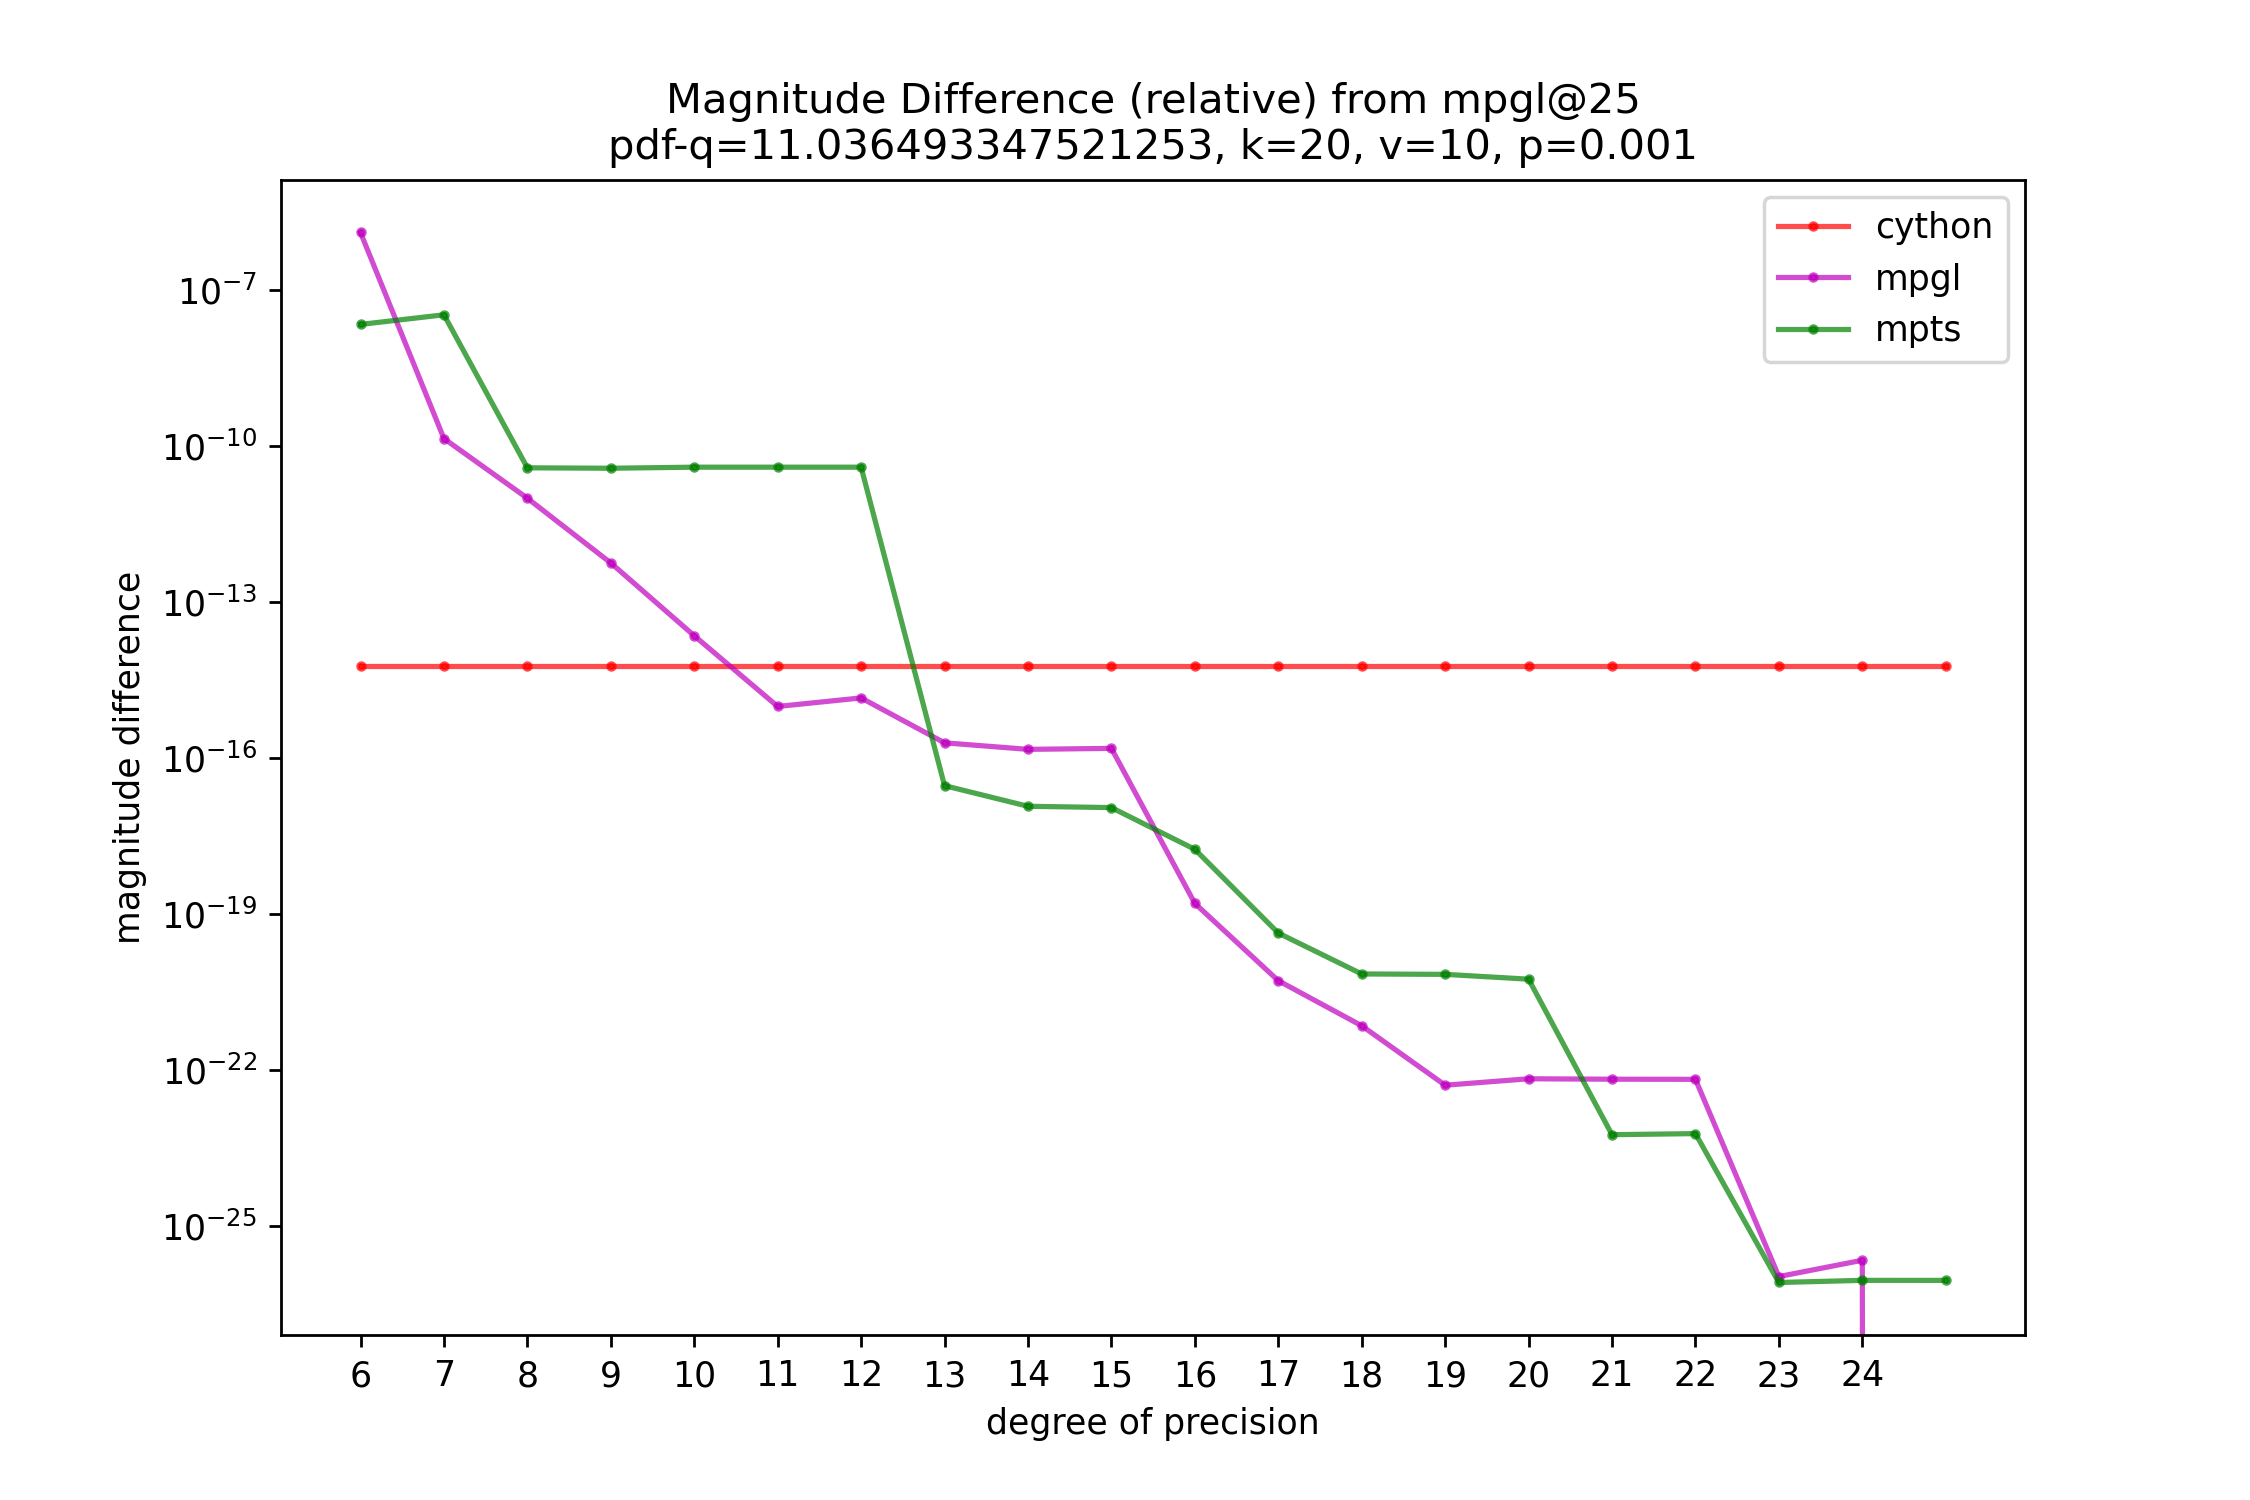 Magnitude Difference (relative) from mpgl@25
pdf-q=11.036493347521253, k=20, v=10, p=0.001
cython
mpgl
mpts
magnitude difference
10⁻⁷
10⁻¹⁰
10⁻¹³
10⁻¹⁶
10⁻¹⁹
10⁻²²
10⁻²⁵
6 7 8 9 10 11 12 13 14 15 16 17 18 19 20 21 22 23 24
degree of precision